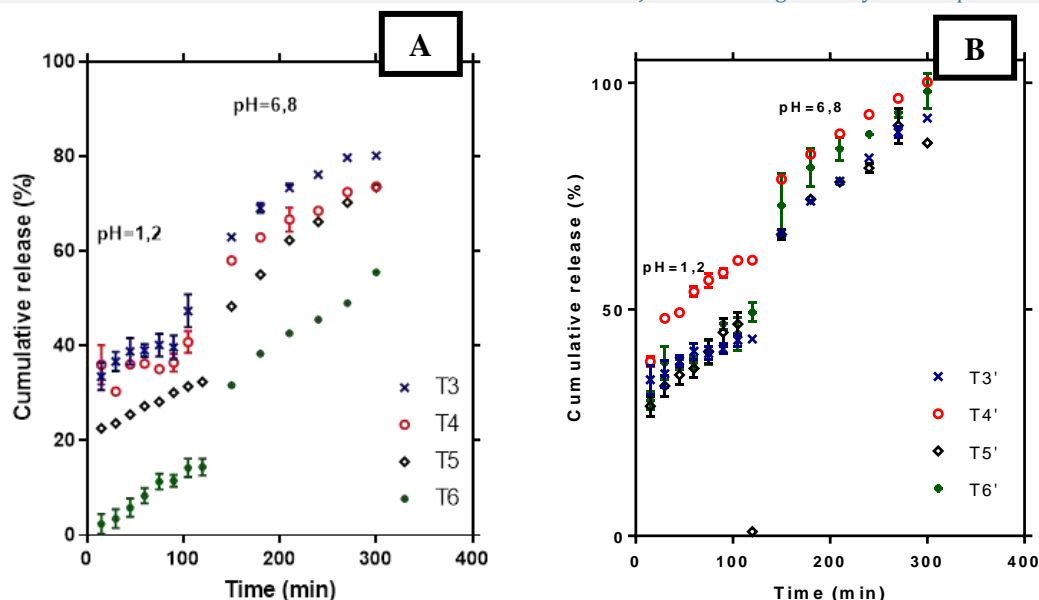 A
100
80
60
40
20
0
0
100
200
300
400
pH=6,8
pH=1,2
Cumulative release (%)
Time (min)
T3
T4
T5
T6
B
100
50
0
0
100
200
300
400
pH=6,8
pH=1,2
Cumulative release (%)
Time (min)
T3'
T4'
T5'
T6'